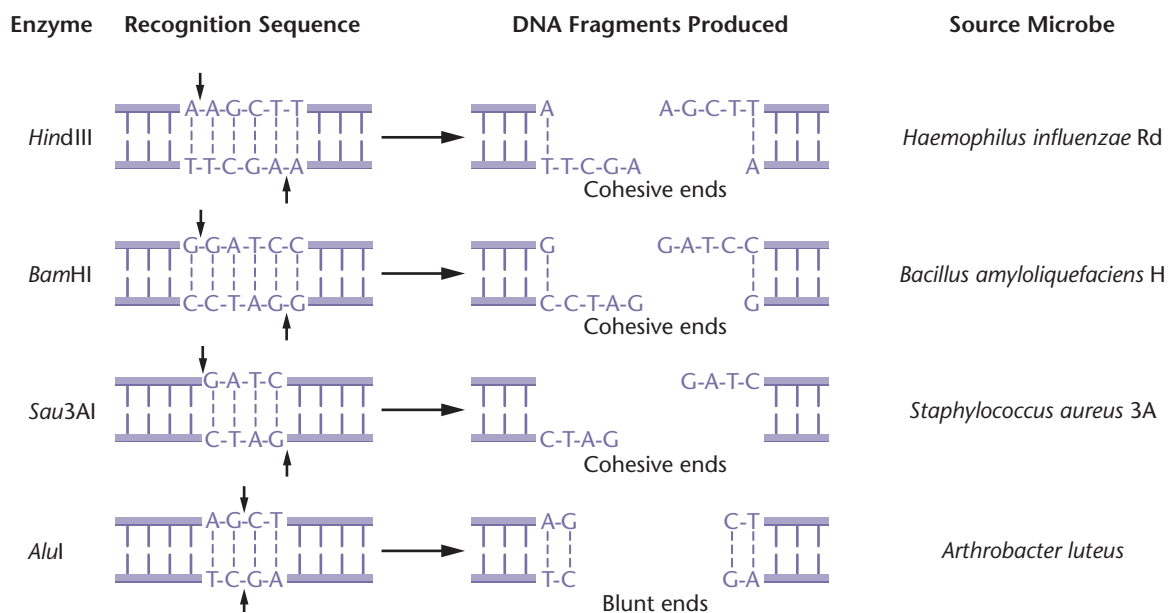 Enzyme Recognition Sequence DNA Fragments Produced Source Microbe
A-A-G-C-T-T A A-G-C-T-T
HindIII Haemophilus influenzae Rd
T-T-C-G-A-A T-T-C-G-A A
Cohesive ends
G-G-A-T-C-C G G-A-T-C-C
BamHI Bacillus amyloliquefaciens H
C-C-T-A-G-G C-C-T-A-G G
Cohesive ends
G-A-T-C G-A-T-C
Sau3AI Staphylococcus aureus 3A
C-T-A-G C-T-A-G
Cohesive ends
A-G-C-T A-G C-T
AluI Arthrobacter luteus
T-C-G-A T-C G-A
Blunt ends